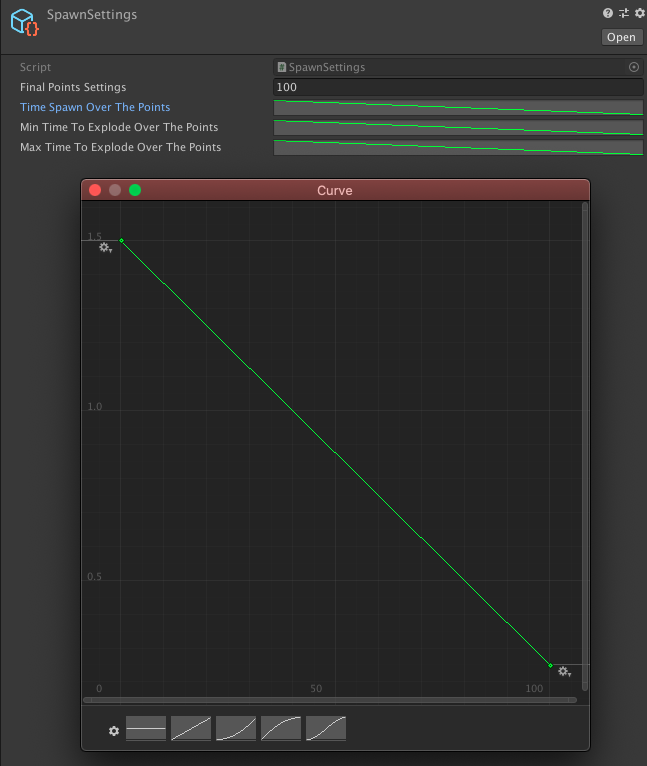 SpawnSettings
Open
Script
SpawnSettings
Final Points Settings
100
Time Spawn Over The Points
Min Time To Explode Over The Points
Max Time To Explode Over The Points
Curve
1.5
1.0
0.5
0
50
100